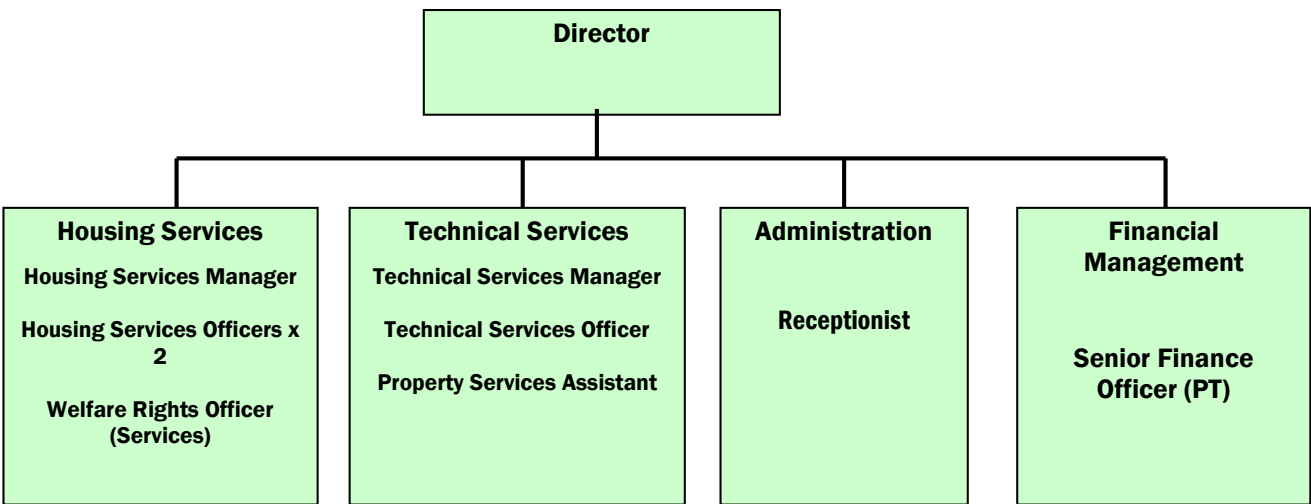 Director
Housing Services
Housing Services Manager
Housing Services Officers x
2
Welfare Rights Officer
(Services)
Technical Services
Technical Services Manager
Technical Services Officer
Property Services Assistant
Administration
Receptionist
Financial
Management
Senior Finance
Officer (PT)